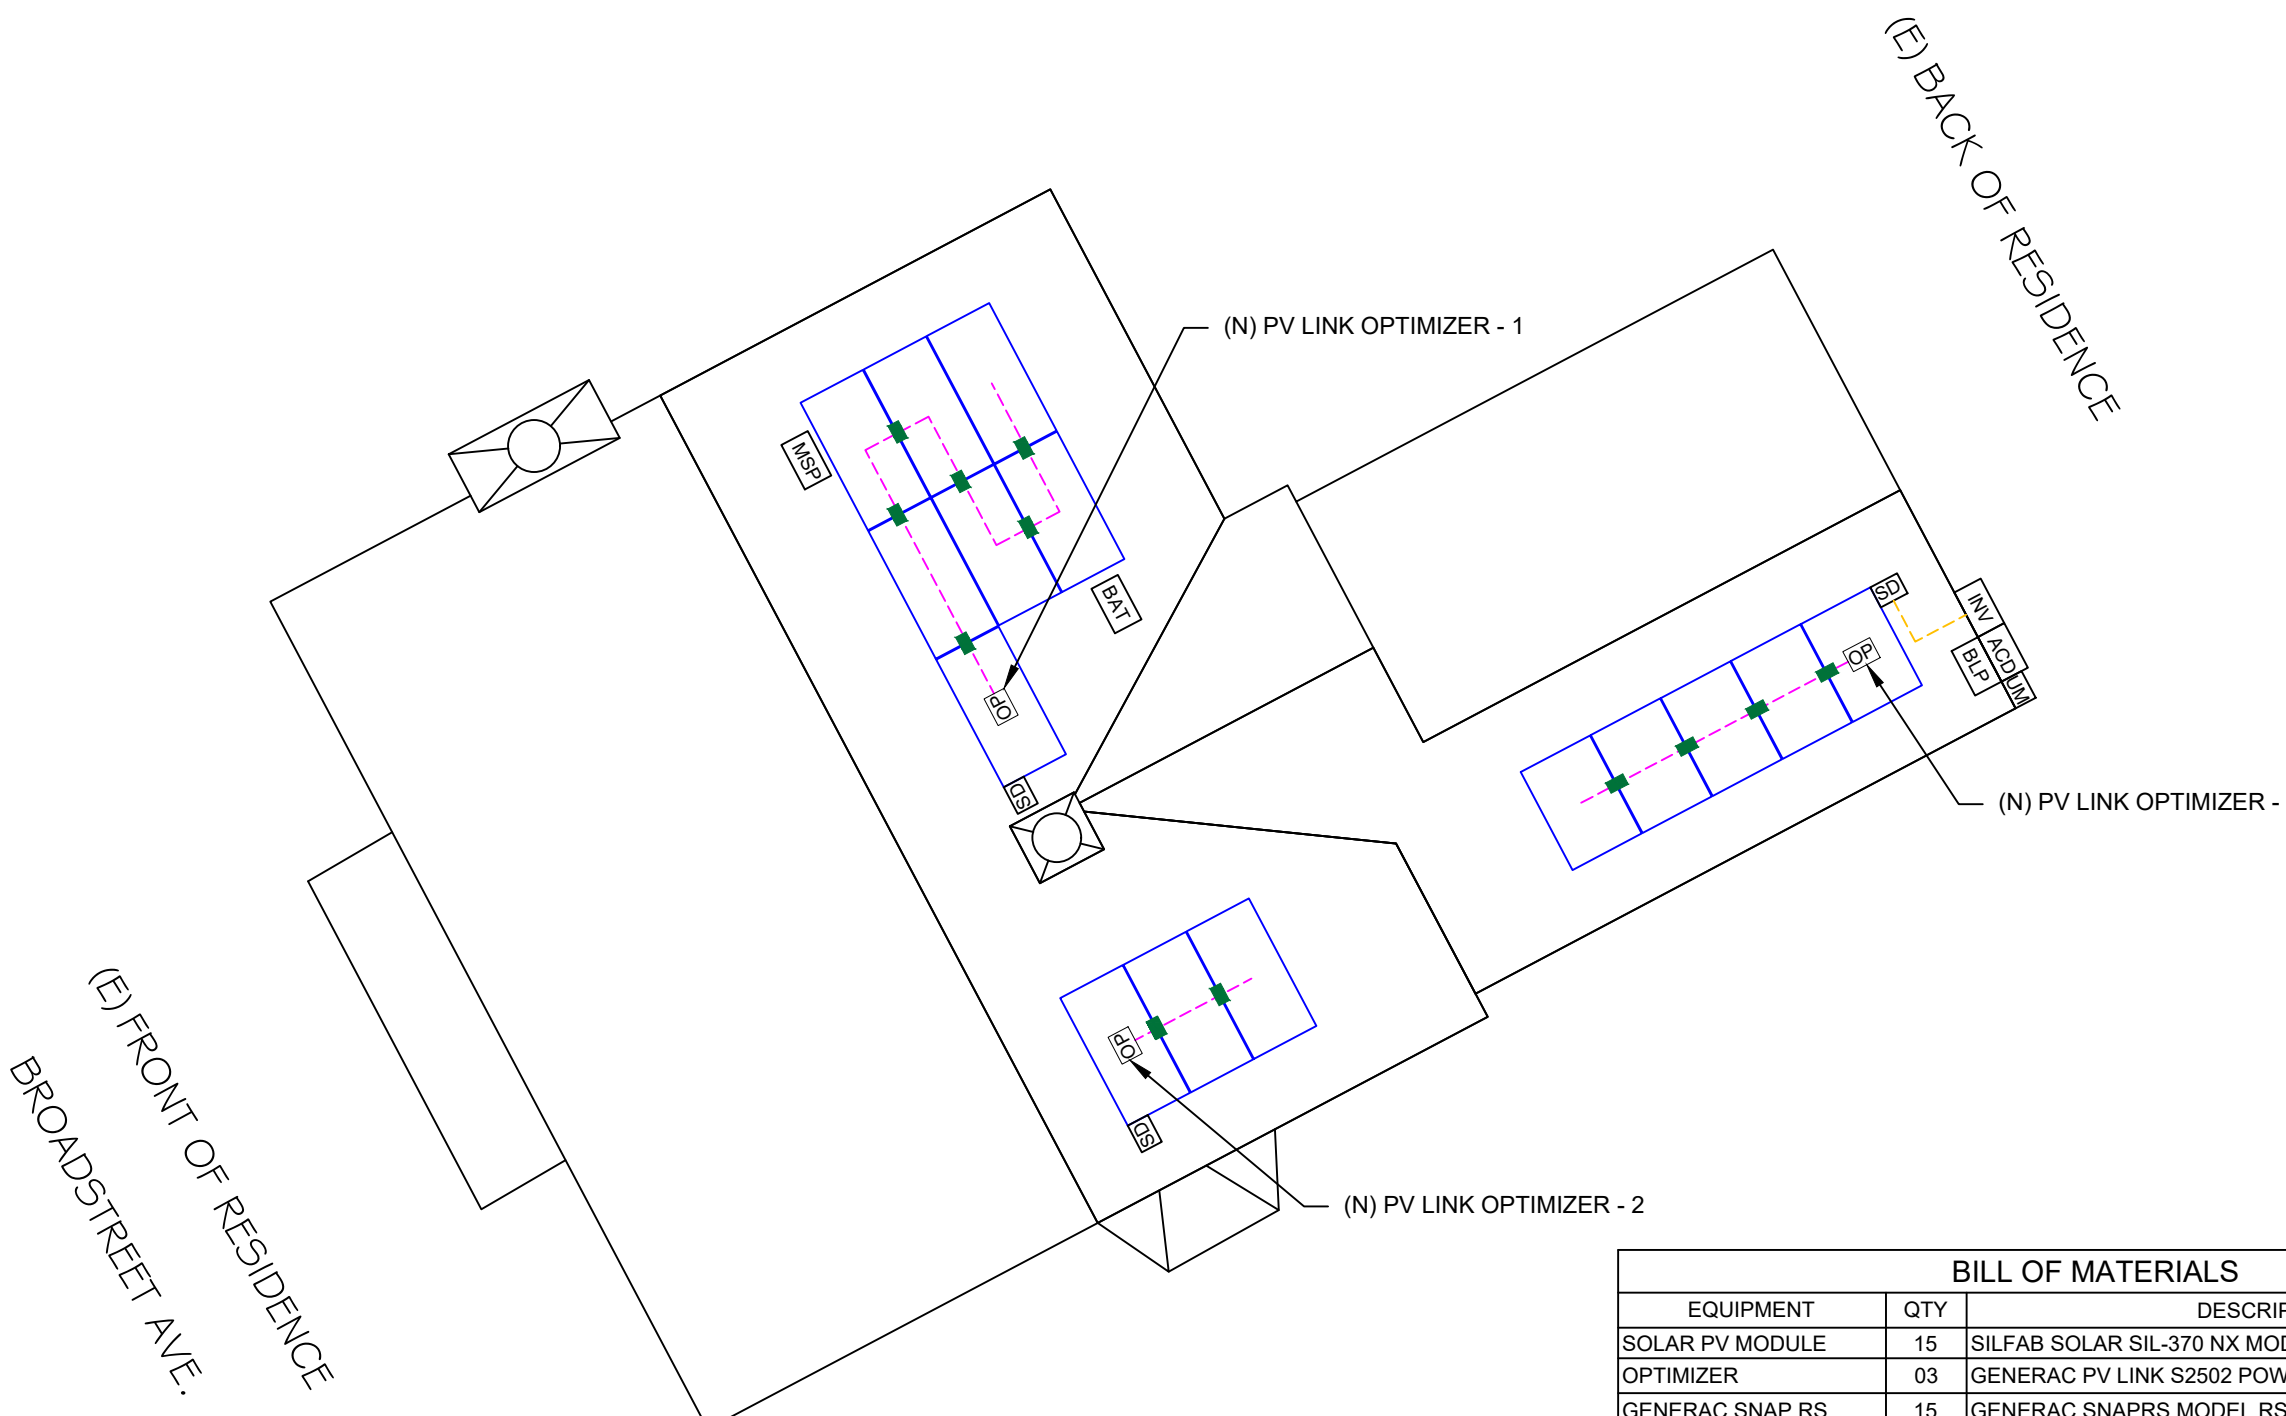 (E) BACK OF RESIDENCE
(N) PV LINK OPTIMIZER - 1
MSP
BAT
OP
SD
SD
INV
ACD
BLP
UM
OP
(N) PV LINK OPTIMIZER -
OP
SD
(N) PV LINK OPTIMIZER - 2
(E) FRONT OF RESIDENCE
BROADSTREET AVE.
BILL OF MATERIALS
EQUIPMENT QTY
SOLAR PV MODULE 15 SILFAB SOLAR SIL-370 NX
OPTIMIZER 03 GENERAC PV LINK S2502
GENERAC SNAP RS 15 GENERAC SNAPRS MODEL RS